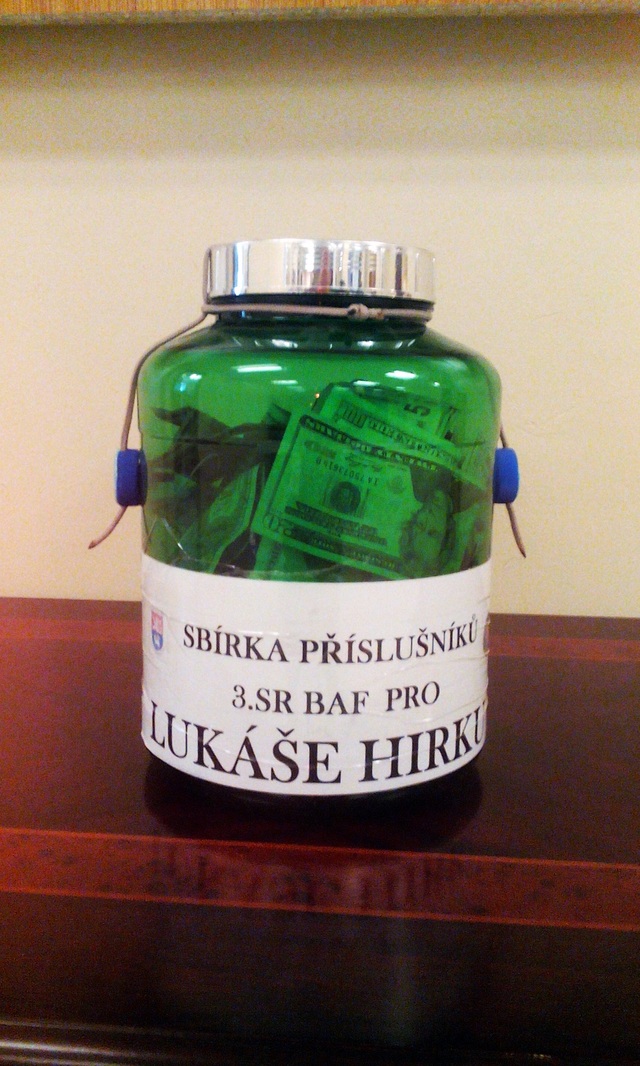 SBÍRKA PŘÍSLUŠNÍKŮ
3.SR BAF PRO
LUKÁŠE HIRKU